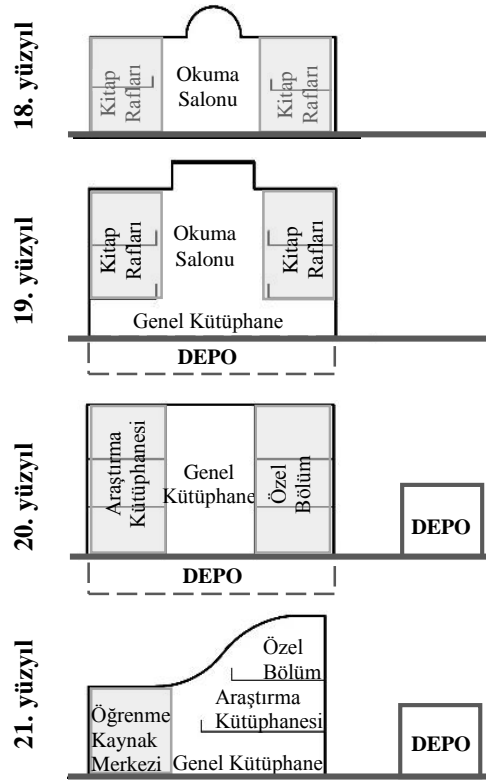 18. yüzyıl
Kitap
Rafları
Okuma
Salonu
Kitap
Rafları
19. yüzyıl
Kitap
Rafları
Okuma
Salonu
Kitap
Rafları
Genel Kütüphane
DEPO
20. yüzyıl
Araştırma
Kütüphanesi
Genel
Kütüphane
Özel
Bölüm
DEPO
DEPO
21. yüzyıl
Öğrenme
Kaynak
Merkezi
Özel
Bölüm
Araştırma
Kütüphanesi
Genel Kütüphane
DEPO